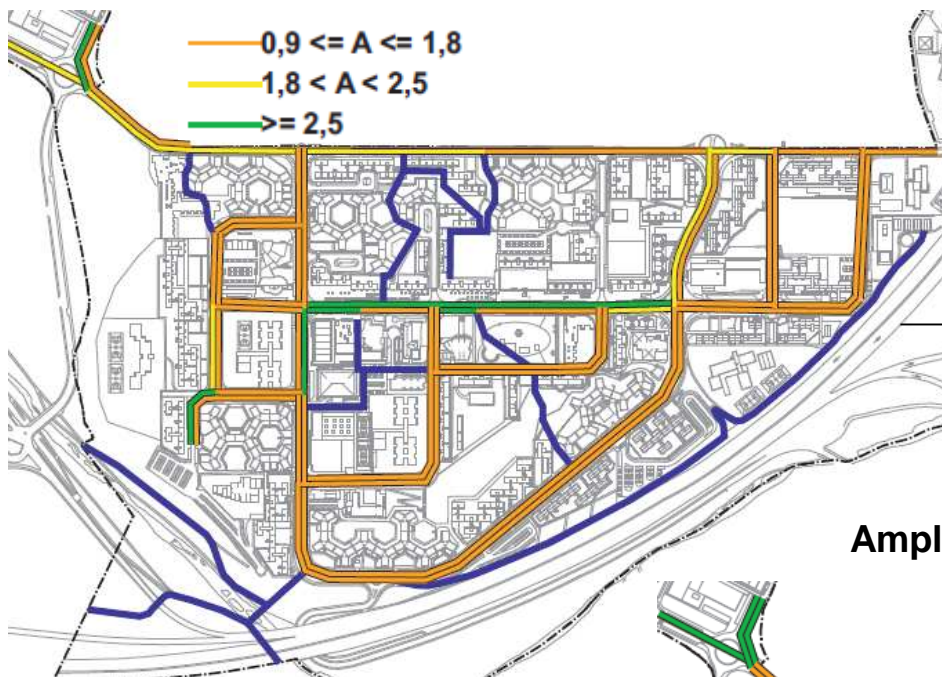 0,9 <= A <= 1,8
1,8 < A < 2,5
>= 2,5
Ampl